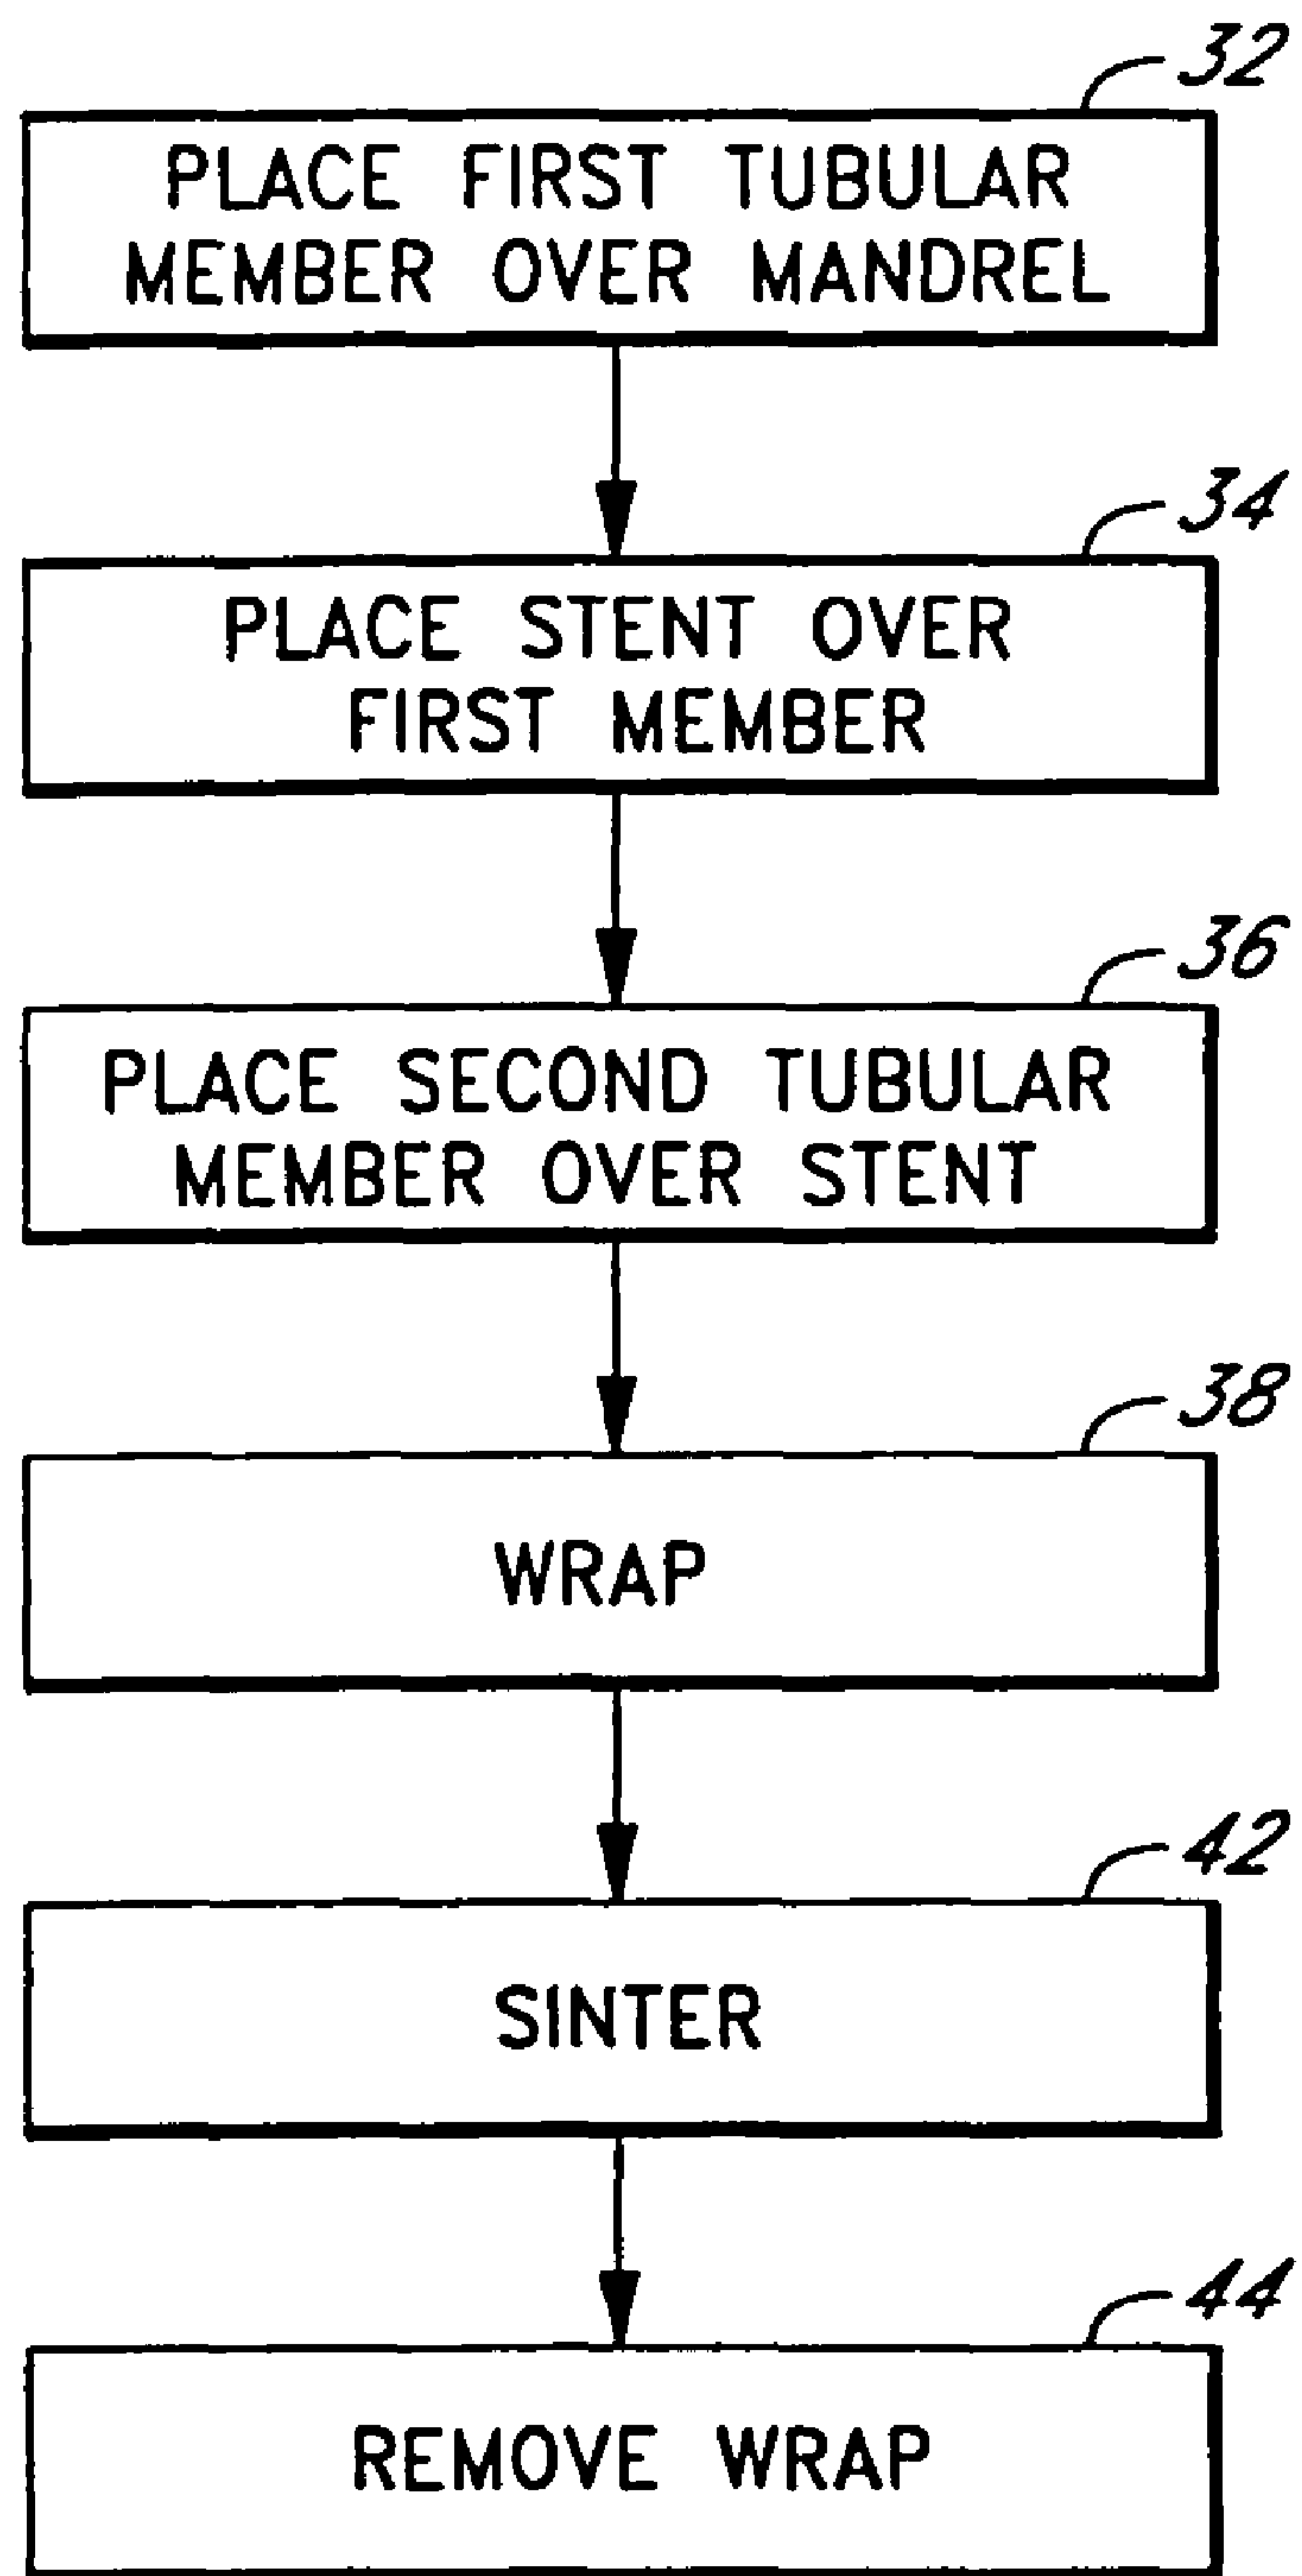 32
PLACE FIRST TUBULAR
MEMBER OVER MANDREL
34
PLACE STENT OVER
FIRST MEMBER
36
PLACE SECOND TUBULAR
MEMBER OVER STENT
38
WRAP
42
SINTER
44
REMOVE WRAP